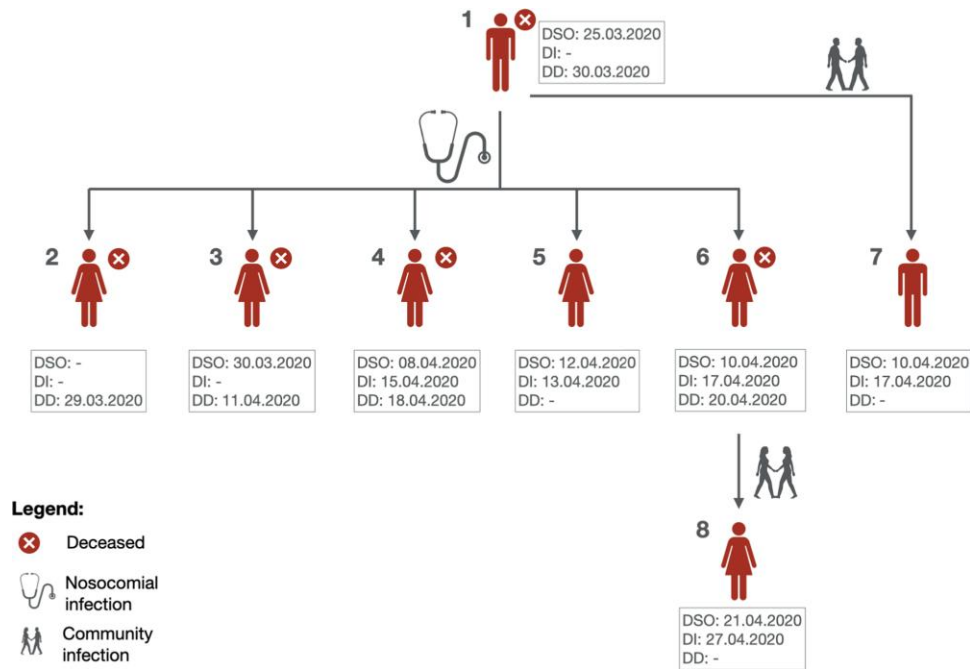 1
DSO: 25.03.2020
DI: -
DD: 30.03.2020
2
3
4
5
6
7
DSO: -
DI: -
DD: 29.03.2020
DSO: 30.03.2020
DI: -
DD: 11.04.2020
DSO: 08.04.2020
DI: 15.04.2020
DD: 18.04.2020
DSO: 12.04.2020
DI: 13.04.2020
DD: -
DSO: 10.04.2020
DI: 17.04.2020
DD: 20.04.2020
DSO: 10.04.2020
DI: 17.04.2020
DD: -
8
DSO: 21.04.2020
DI: 27.04.2020
DD: -
Legend:
Deceased
Nosocomial
infection
Community
infection